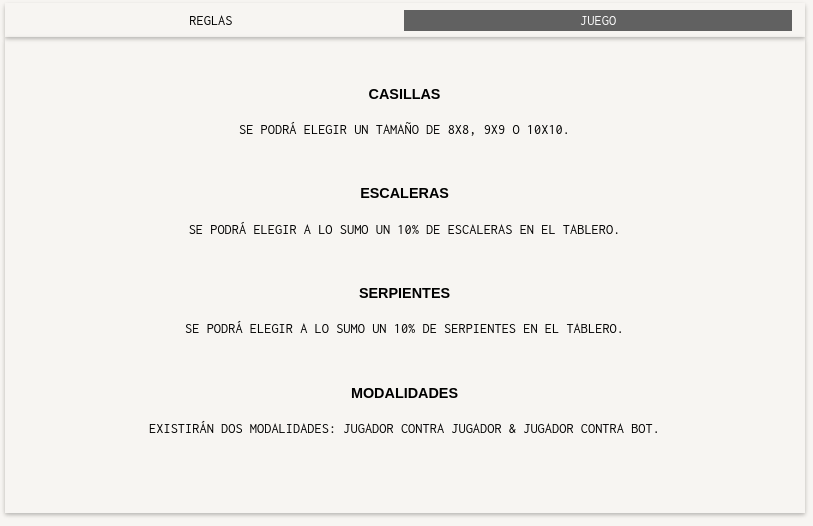 REGLAS
JUEGO
CASILLAS
SE PODRÁ ELEGIR UN TAMAÑO DE 8X8, 9X9 O 10X10.
ESCALERAS
SE PODRÁ ELEGIR A LO SUMO UN 10% DE ESCALERAS EN EL TABLERO.
SERPIENTES
SE PODRÁ ELEGIR A LO SUMO UN 10% DE SERPIENTES EN EL TABLERO.
MODALIDADES
EXISTIRÁN DOS MODALIDADES: JUGADOR CONTRA JUGADOR & JUGADOR CONTRA BOT.